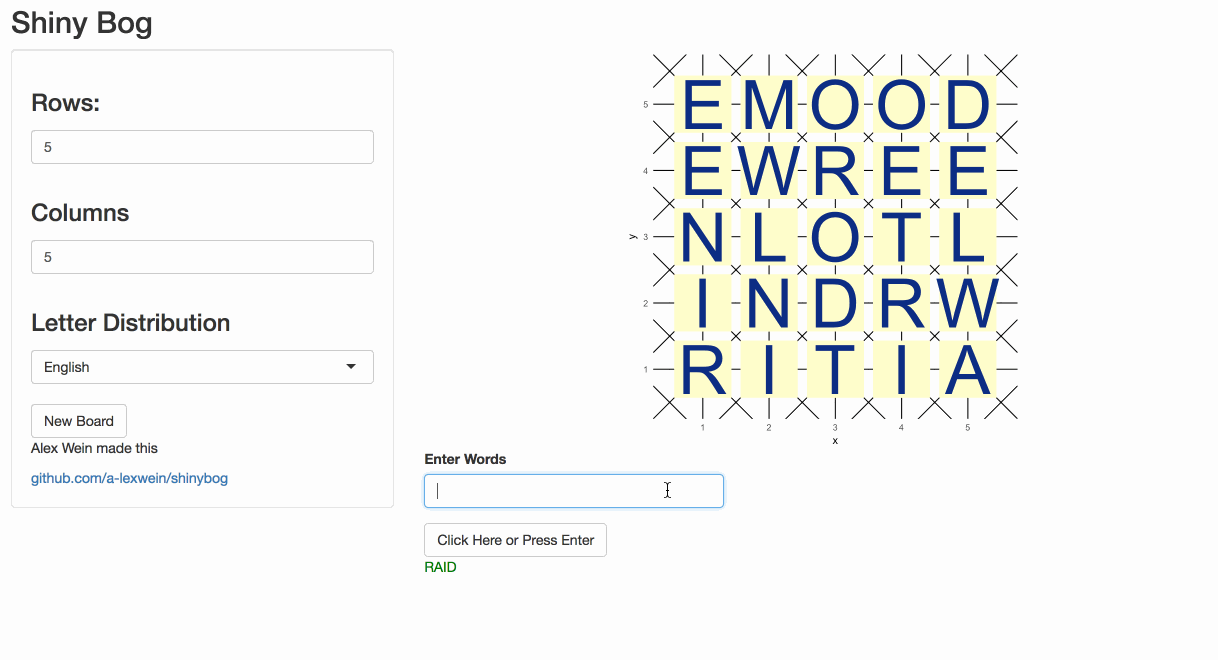 Shiny Bog
Rows:
5
Columns
5
Letter Distribution
English
New Board
Alex Wein made this
github.com/a-lexwein/shinybog
5 E M O O D
4 E W R E E
y 3 N L O T L
2 I N D R W
1 R I T I A
1 2 3 4 5
x
Enter Words
Click Here or Press Enter
RAID